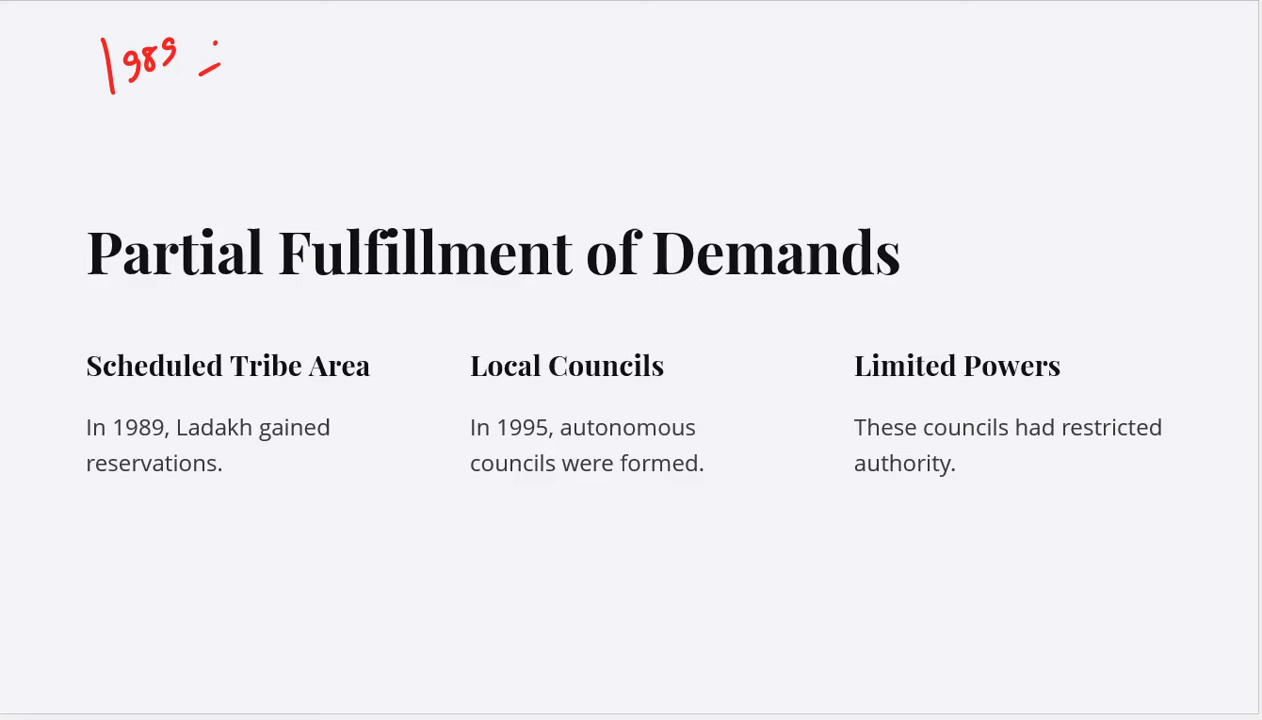 1989 :
Partial Fulfillment of Demands
Scheduled Tribe Area
In 1989, Ladakh gained
reservations.
Local Councils
In 1995, autonomous
councils were formed.
Limited Powers
These councils had restricted
authority.